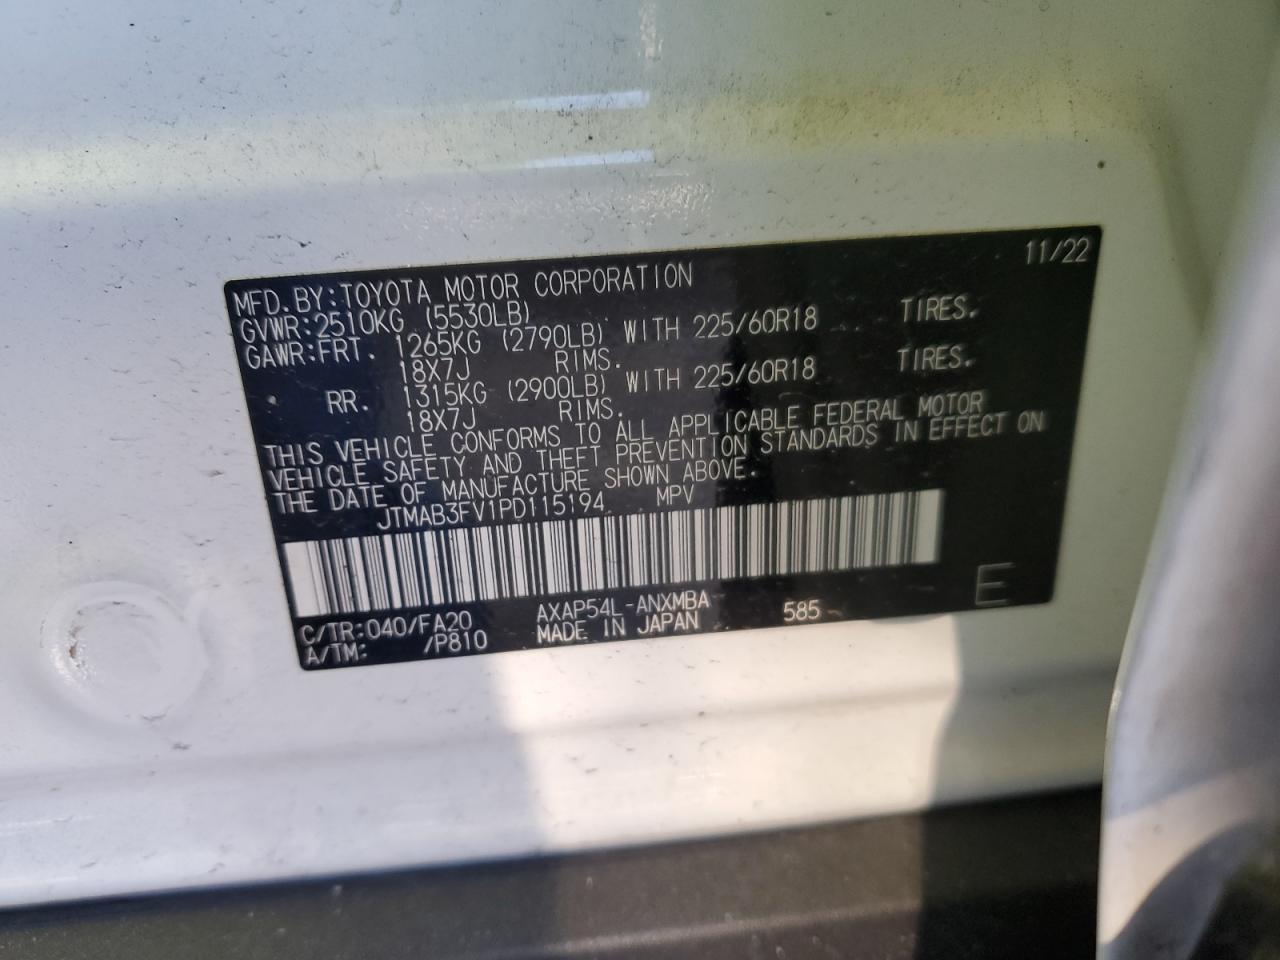 11/22
MFD.BY:TOYOTA MOTOR CORPORATION
GVWR:2510KG (5530LB)
GAWR:FRT. 1265KG (2790LB) WITH 225/60R18 TIRES.
18X7J RIMS.
RR. 1315KG (2900LB) WITH 225/60R18 TIRES.
18X7J RIMS.
THIS VEHICLE CONFORMS TO ALL APPLICABLE FEDERAL MOTOR
VEHICLE SAFETY AND THEFT PREVENTION STANDARDS IN EFFECT ON
THE DATE OF MANUFACTURE SHOWN ABOVE.
JTMAB3FV1PD115194 MPV
C/TR:040/FA20 AXAP54L-ANXMBA 585
A/TM: /P810 MADE IN JAPAN
E